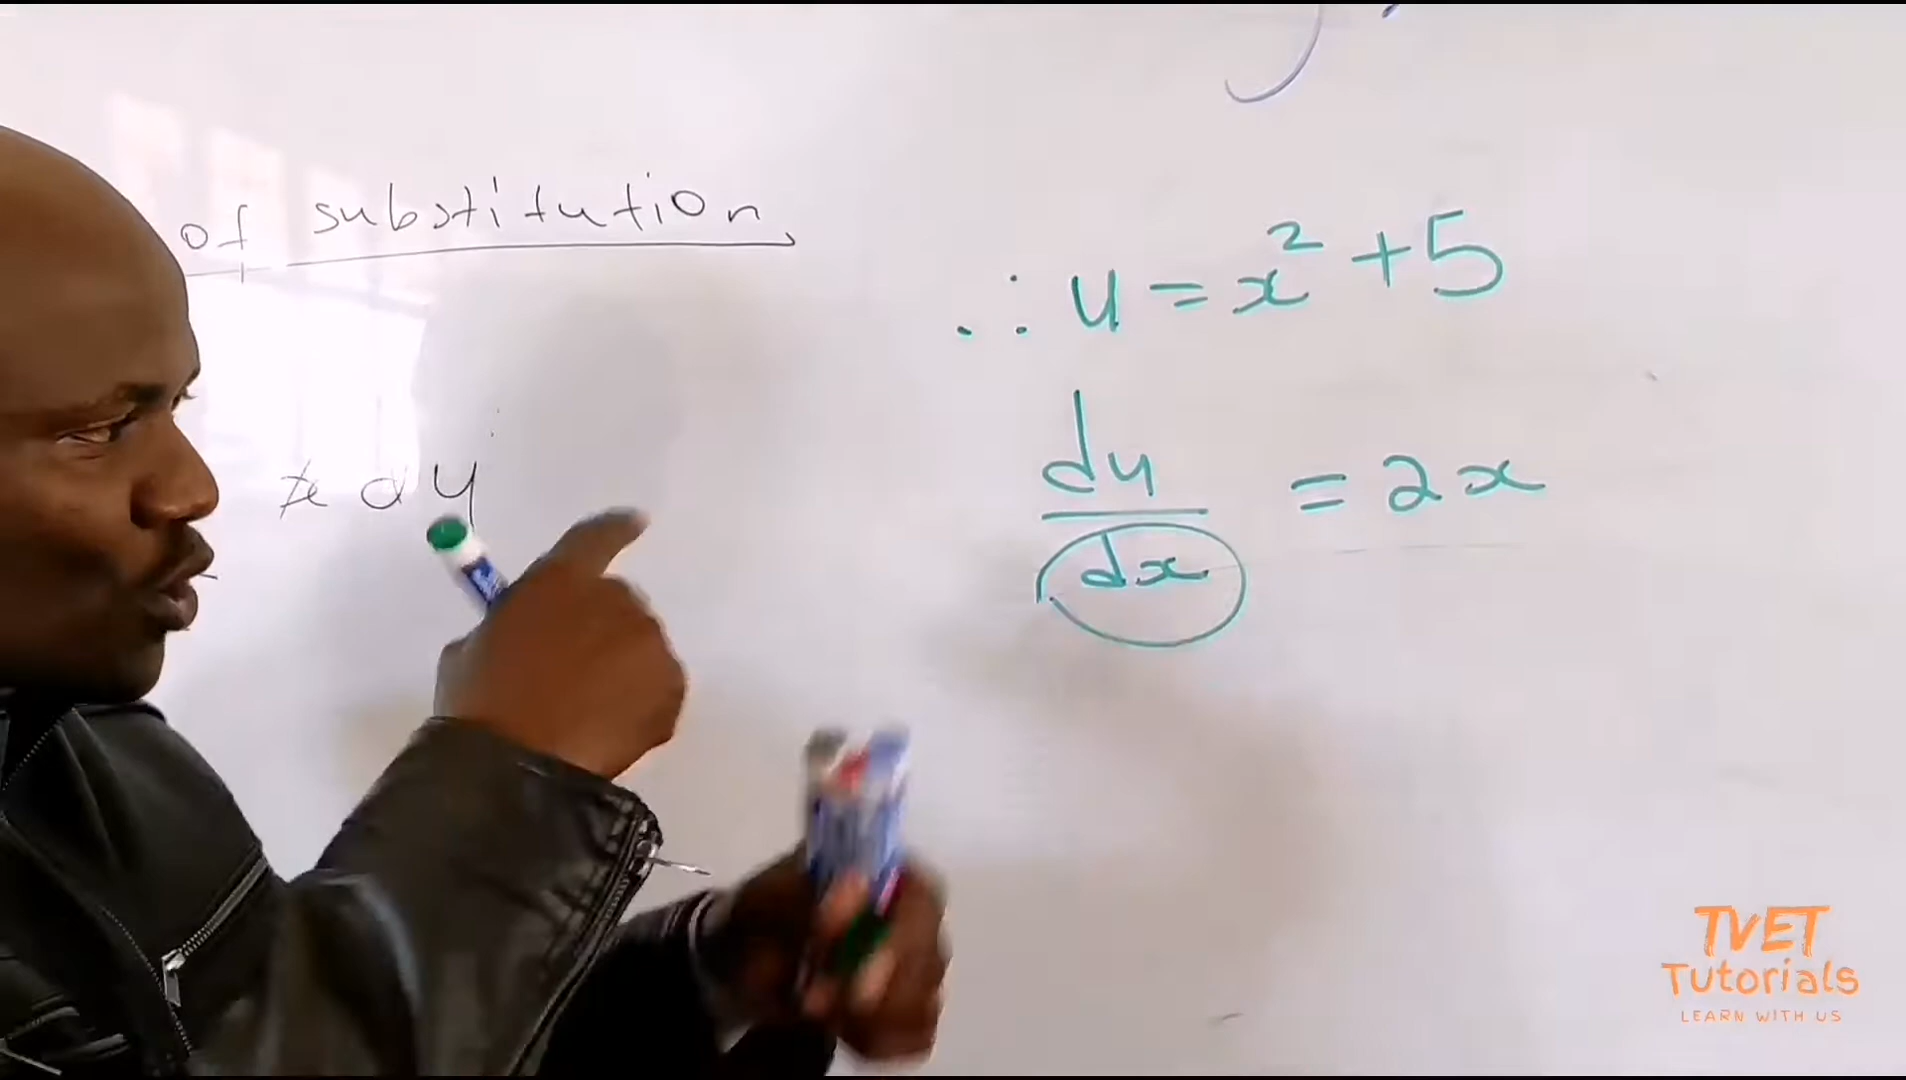 of substitution
∴ u = x² + 5
du/dx = 2x
TVET
Tutorials
LEARN WITH US